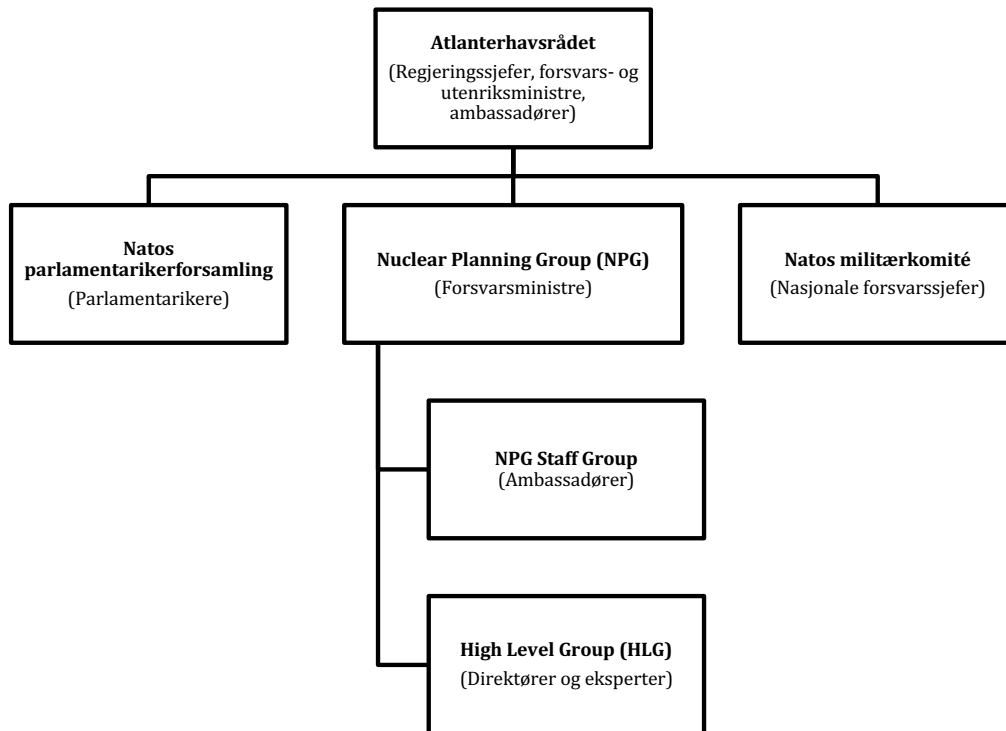 Atlanterhavsrådet
(Regjeringssjefer, forsvars- og
utenriksministre,
ambassadører)
Natos
parlamentarikerforsamling
(Parlamentarikere)
Nuclear Planning Group (NPG)
(Forsvarsministre)
Natos militærkomité
(Nasjonale forsvarssjefer)
NPG Staff Group
(Ambassadører)
High Level Group (HLG)
(Direktører og eksperter)